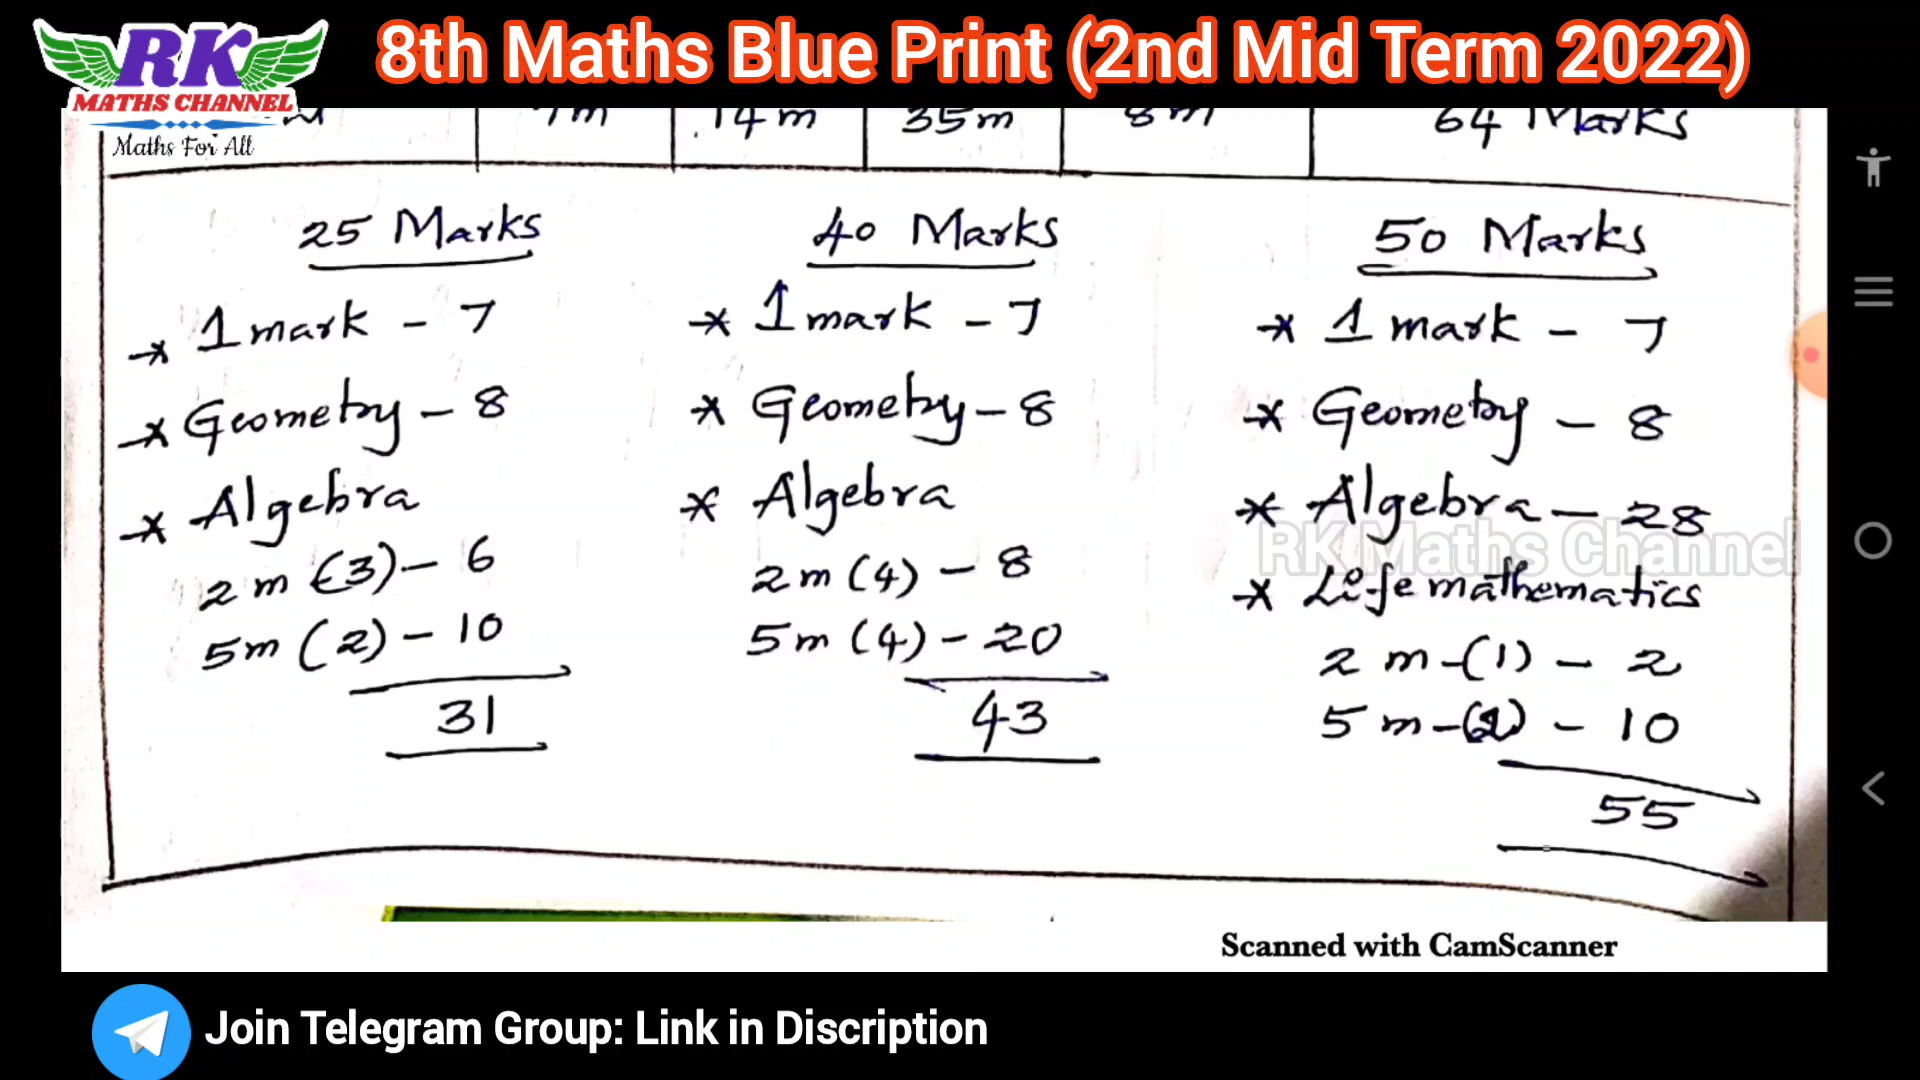 8th Maths Blue Print (2nd Mid Term 2022)
RK
MATHS CHANNEL
Maths For All
7m 14m 35m 8m 64 Marks
25 Marks
* 1 mark - 7
* Geometry - 8
* Algebra
2m (3) - 6
5m (2) - 10
31
40 Marks
* 1 mark - 7
* Geometry - 8
* Algebra
2m (4) - 8
5m (4) - 20
43
50 Marks
* 1 mark - 7
* Geometry - 8
* Algebra - 28
RK Maths Channel
* Life mathematics
2 m - (1) - 2
5 m - (2) - 10
55
Scanned with CamScanner
Join Telegram Group: Link in Discription